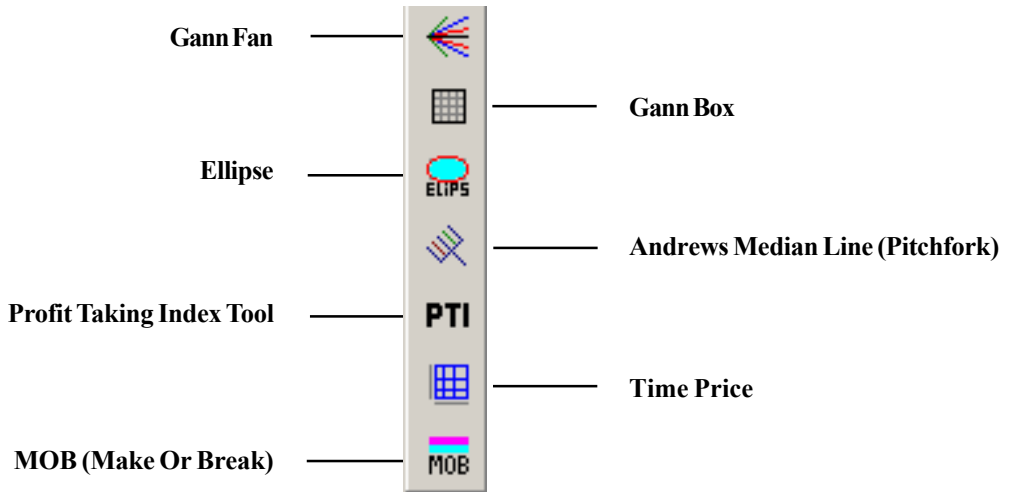 Gann Fan
Gann Box
Ellipse
ELiPS
Andrews Median Line (Pitchfork)
Profit Taking Index Tool
PTI
Time Price
MOB (Make Or Break)
MOB